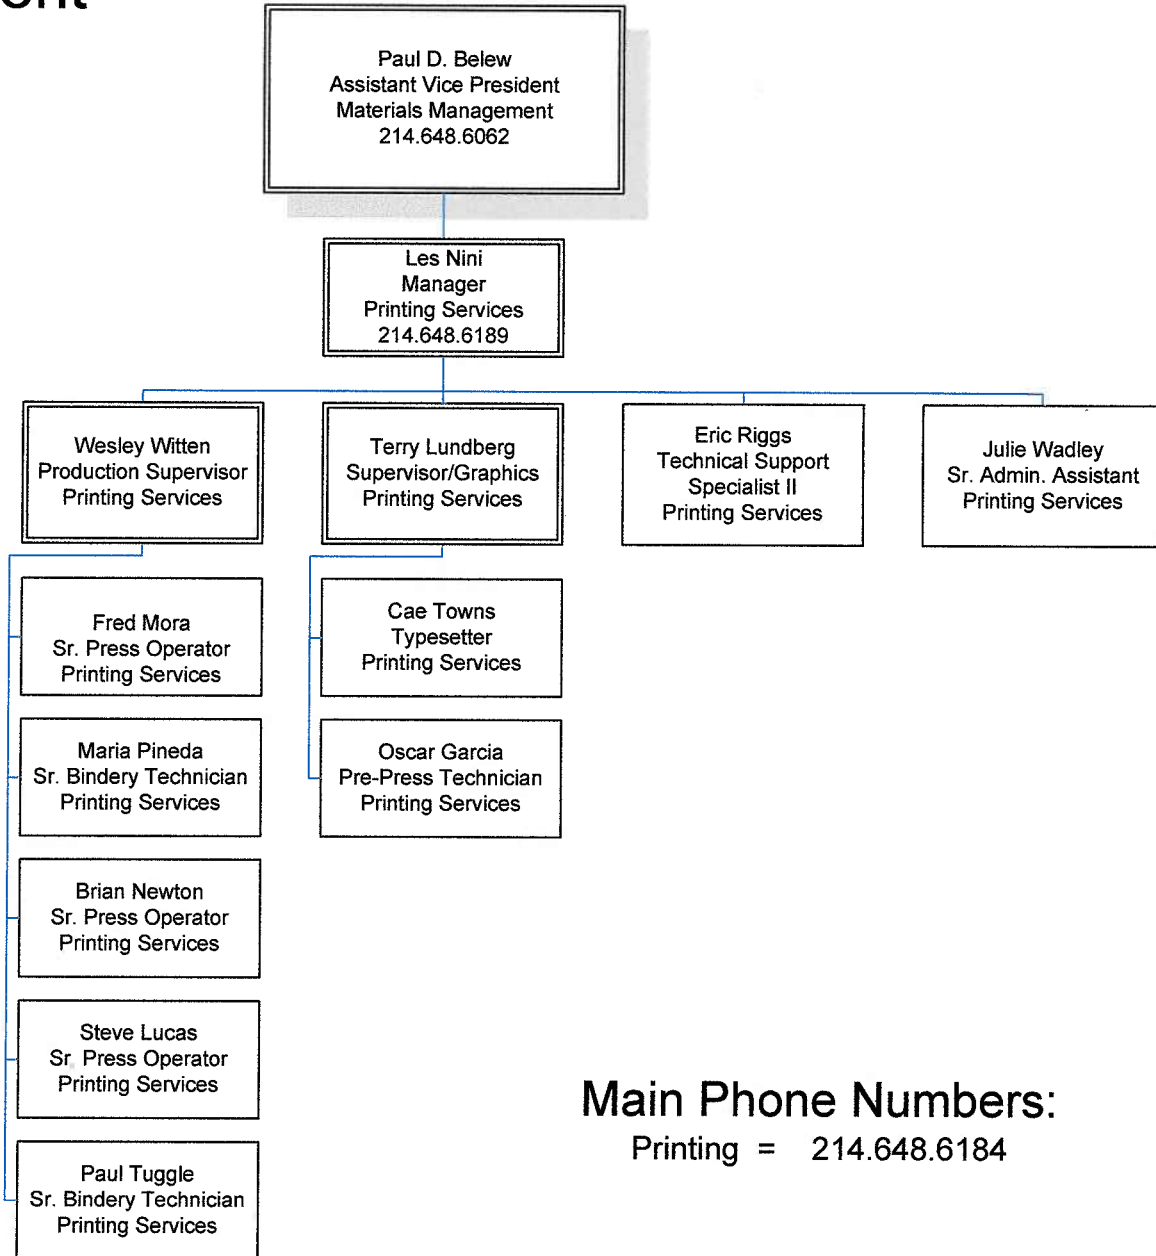 Paul D. Belew
Assistant Vice President
Materials Management
214.648.6062
Les Nini
Manager
Printing Services
214.648.6189
Wesley Witten
Production Supervisor
Printing Services
Terry Lundberg
Supervisor/Graphics
Printing Services
Eric Riggs
Technical Support
Specialist II
Printing Services
Julie Wadley
Sr. Admin. Assistant
Printing Services
Fred Mora
Sr. Press Operator
Printing Services
Cae Towns
Typesetter
Printing Services
Maria Pineda
Sr. Bindery Technician
Printing Services
Oscar Garcia
Pre-Press Technician
Printing Services
Brian Newton
Sr. Press Operator
Printing Services
Steve Lucas
Sr. Press Operator
Printing Services
Paul Tuggle
Sr. Bindery Technician
Printing Services
Main Phone Numbers:
Printing = 214.648.6184